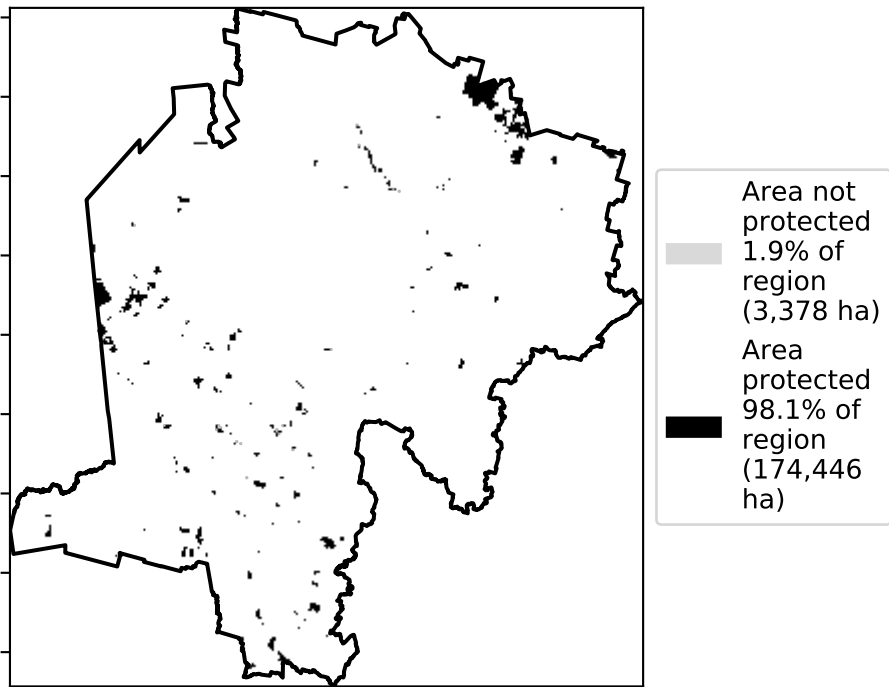 Area not
protected
1.9% of
region
(3,378 ha)
Area
protected
98.1% of
region
(174,446
ha)